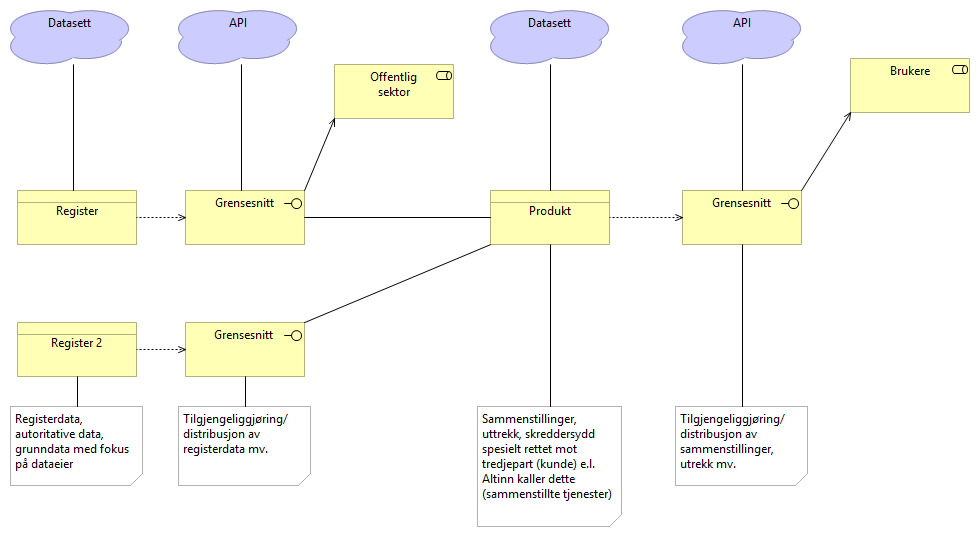 Datasett
API
Datasett
API
Offentlig
sektor
Brukere
Register
Grensesnitt
Produkt
Grensesnitt
Register 2
Grensesnitt
Registerdata,
autoritative data,
grunndata med fokus
på dataeier
Tilgjengeliggjøring/
distribusjon av
registerdata mv.
Sammenstillinger,
uttrekk, skreddersydd
spesielt rettet mot
tredjepart (kunde) e.l.
Altinn kaller dette
(sammenstillte tjenester)
Tilgjengeliggjøring/
distribusjon av
sammenstillinger,
utrekk mv.